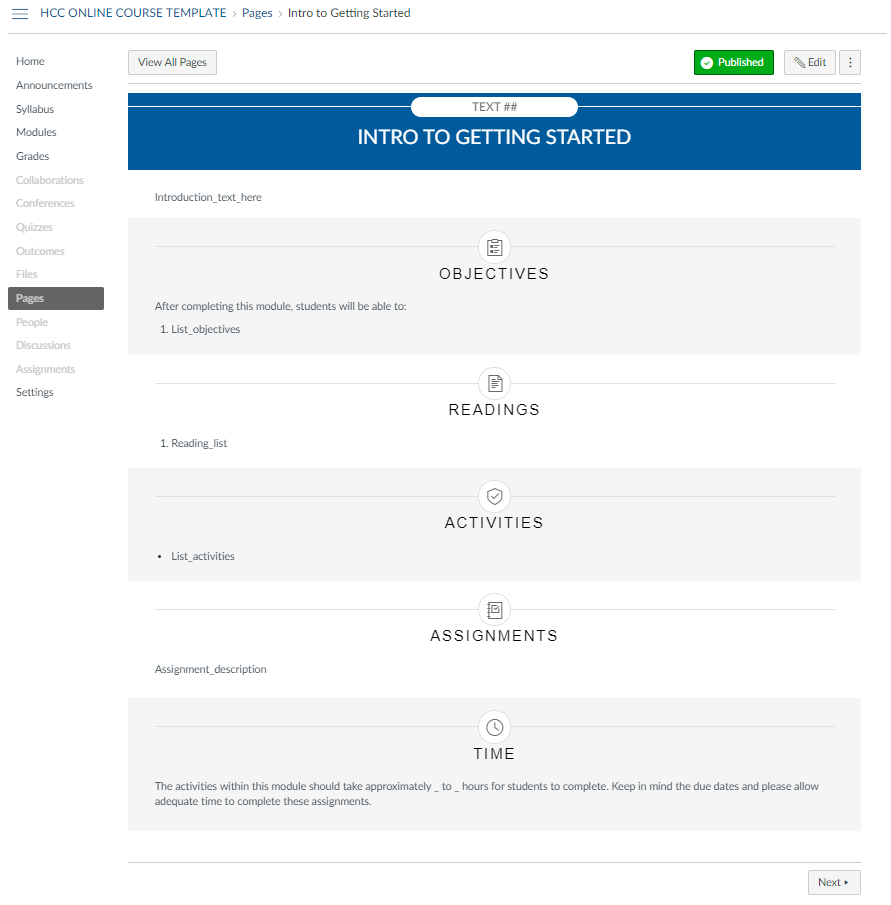 HCC ONLINE COURSE TEMPLATE › Pages › Intro to Getting Started
Home
Announcements
Syllabus
Modules
Grades
Collaborations
Conferences
Quizzes
Outcomes
Files
Pages
People
Discussions
Assignments
Settings
View All Pages
Published
Edit
TEXT ##
INTRO TO GETTING STARTED
Introduction_text_here
OBJECTIVES
After completing this module, students will be able to:
1. List_objectives
READINGS
1. Reading_list
ACTIVITIES
• List_activities
ASSIGNMENTS
Assignment_description
TIME
The activities within this module should take approximately _ to _ hours for students to complete. Keep in mind the due dates and please allow
adequate time to complete these assignments.
Next